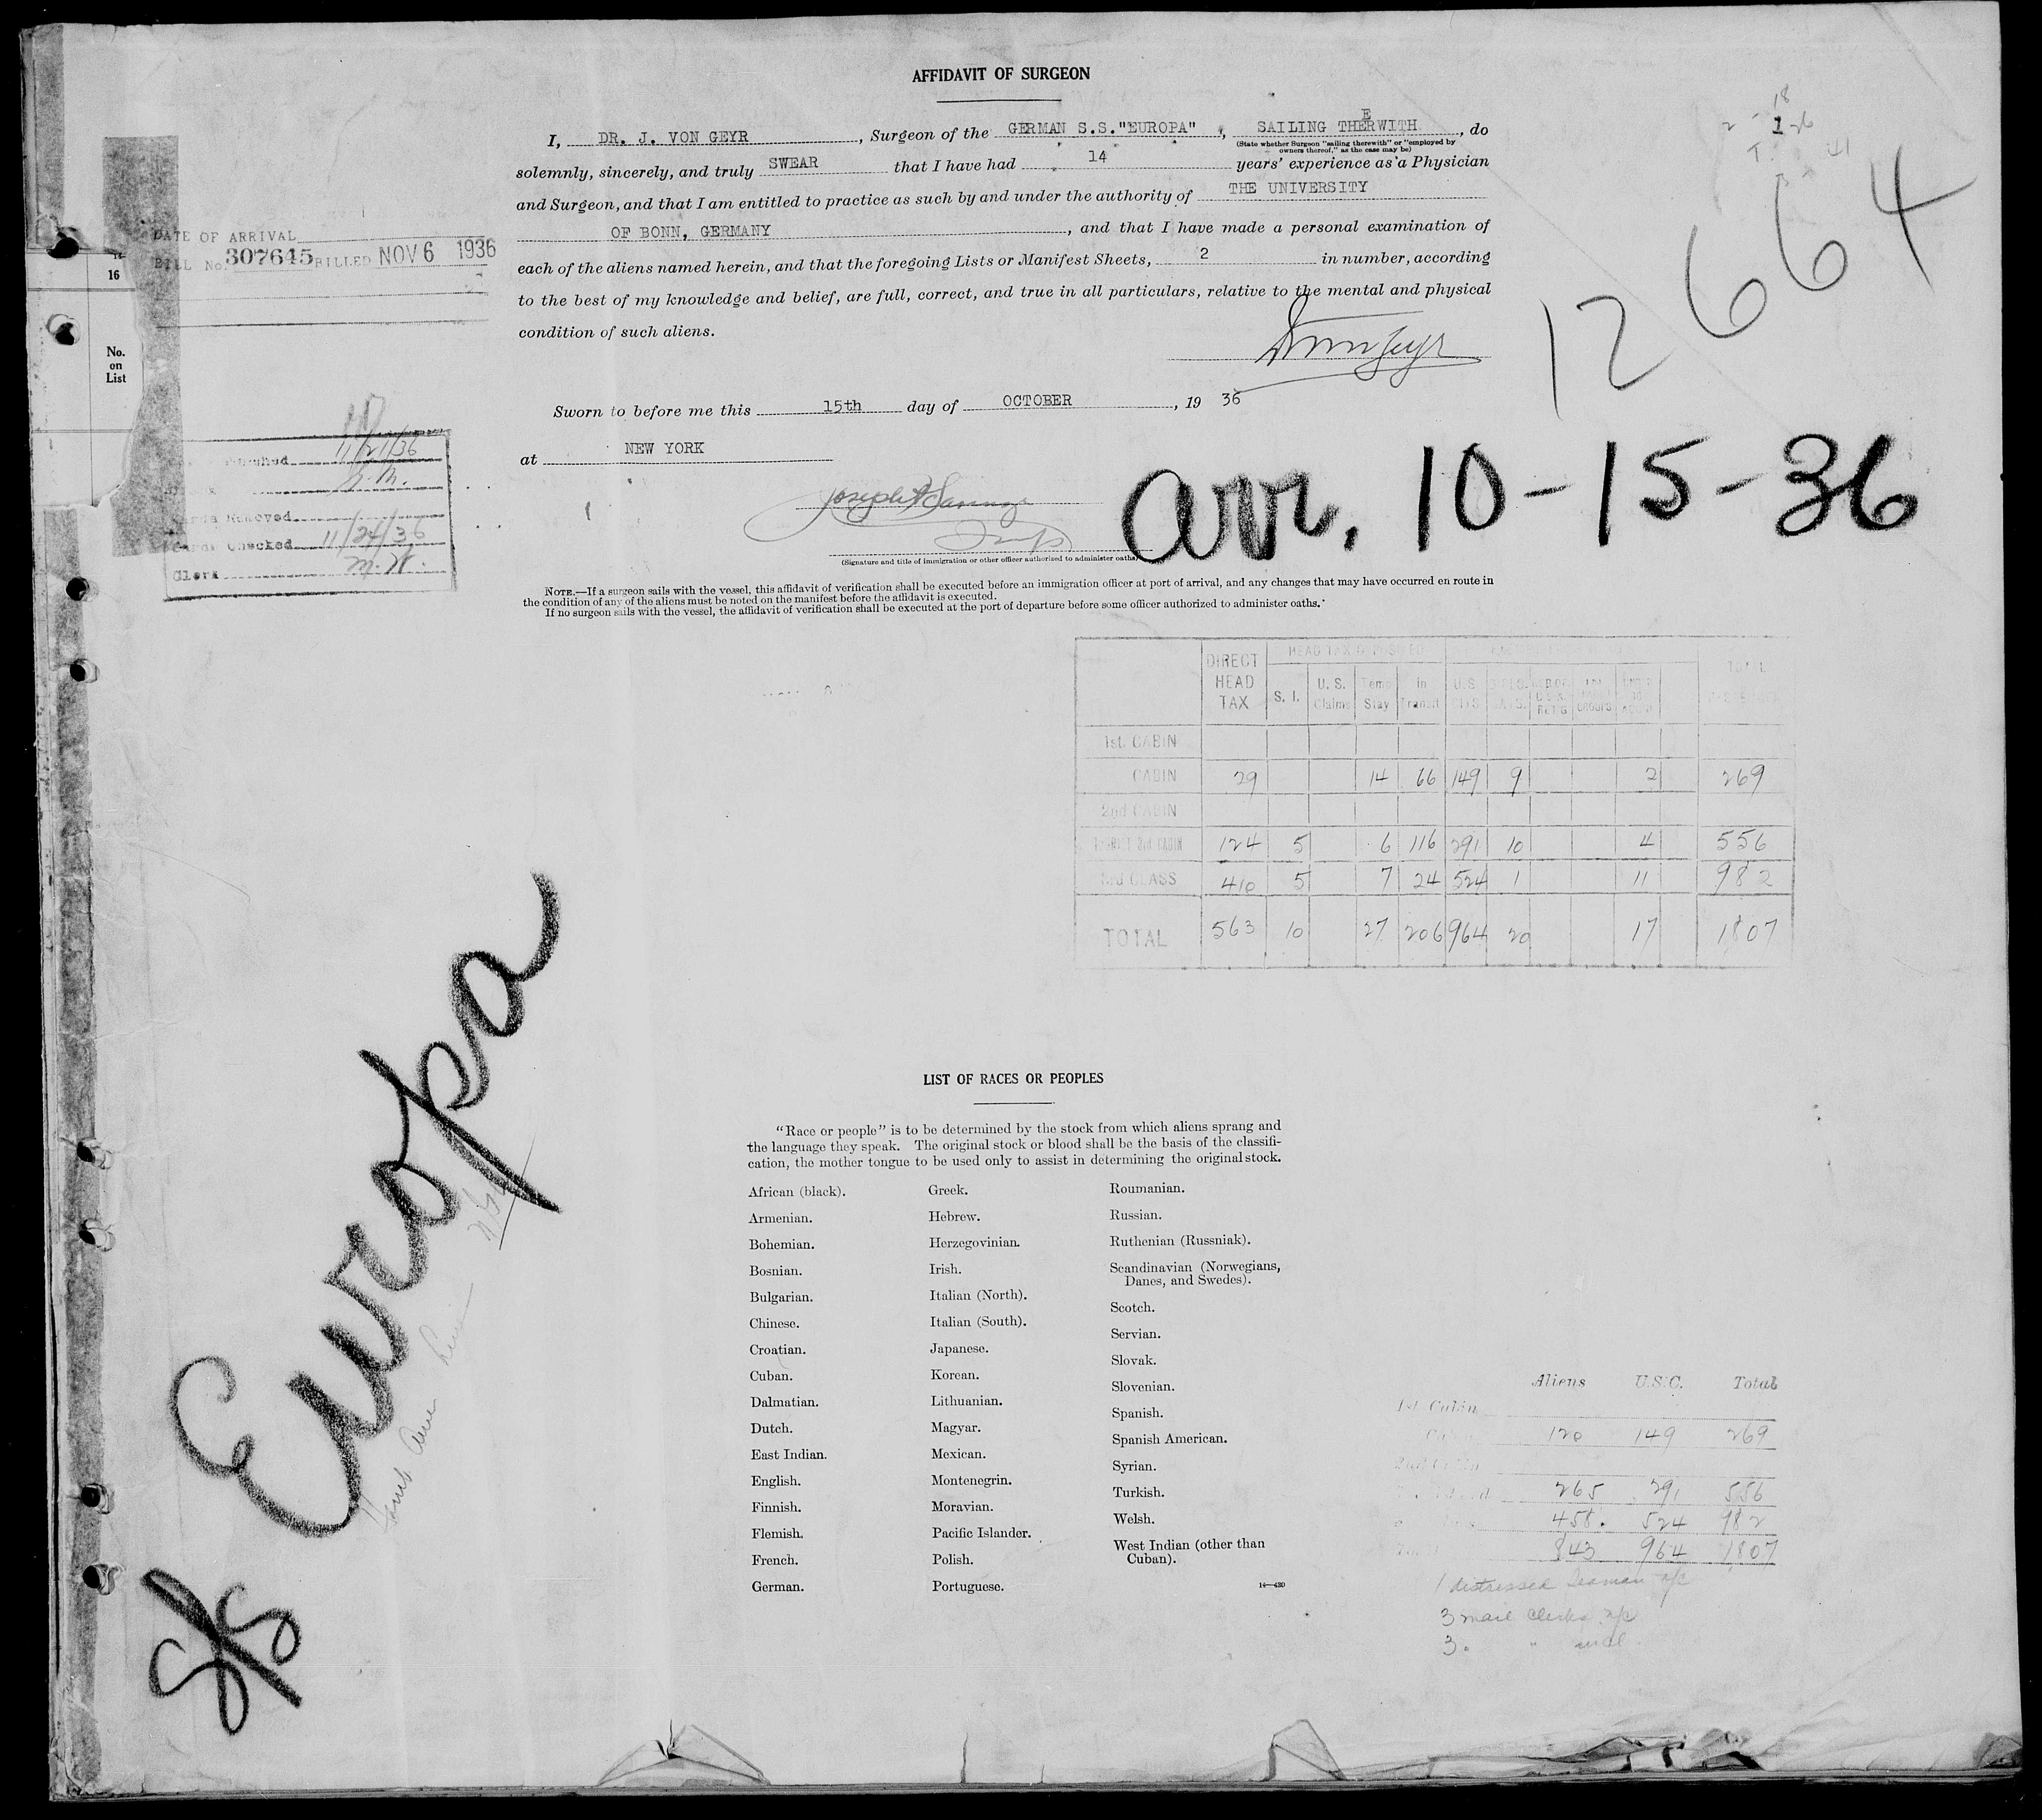 AFFIDAVIT OF SURGEON
I, DR. J. VON GEYR, Surgeon of the GERMAN S.S."EUROPA", SAILING THERWITH, do
E
(State whether Surgeon "sailing therewith" or "employed by
owners thereof," as the case may be)
solemnly, sincerely, and truly SWEAR that I have had 14 years' experience as a Physician
and Surgeon, and that I am entitled to practice as such by and under the authority of THE UNIVERSITY
OF BONN, GERMANY, and that I have made a personal examination of
each of the aliens named herein, and that the foregoing Lists or Manifest Sheets, 2 in number, according
to the best of my knowledge and belief, are full, correct, and true in all particulars, relative to the mental and physical
condition of such aliens.
Sworn to before me this 15th day of OCTOBER, 19 36
at NEW YORK
(Signature and title of immigration or other officer authorized to administer oaths)
NOTE.—If a surgeon sails with the vessel, this affidavit of verification shall be executed before an immigration officer at port of arrival, and any changes that may have occurred en route in
the condition of any of the aliens must be noted on the manifest before the affidavit is executed.
If no surgeon sails with the vessel, the affidavit of verification shall be executed at the port of departure before some officer authorized to administer oaths.
DATE OF ARRIVAL
BILL No. 307645 BILLED NOV 6 1936
16
No.
on
List
11/21/36
Cards Removed
Cards Checked 11/24/36
Clerk M.W.
12664
arr. 10-15-36
DIRECT HEAD TAX S. I. U. S. Claims Temp Stay In Transit U.S. TOTAL
1st. CABIN
CABIN 29 14 66 149 9 2 269
2nd CABIN
3rd CABIN 124 5 6 116 291 10 4 556
3rd CLASS 410 5 7 24 524 1 11 982
TOTAL 563 10 27 206 964 20 17 1807
S/S Europa
LIST OF RACES OR PEOPLES
"Race or people" is to be determined by the stock from which aliens sprang and
the language they speak. The original stock or blood shall be the basis of the classifi-
cation, the mother tongue to be used only to assist in determining the original stock.
African (black).
Armenian.
Bohemian.
Bosnian.
Bulgarian.
Chinese.
Croatian.
Cuban.
Dalmatian.
Dutch.
East Indian.
English.
Finnish.
Flemish.
French.
German.
Greek.
Hebrew.
Herzegovinian.
Irish.
Italian (North).
Italian (South).
Japanese.
Korean.
Lithuanian.
Magyar.
Mexican.
Montenegrin.
Moravian.
Pacific Islander.
Polish.
Portuguese.
Roumanian.
Russian.
Ruthenian (Russniak).
Scandinavian (Norwegians,
Danes, and Swedes).
Scotch.
Servian.
Slovak.
Slovenian.
Spanish.
Spanish American.
Syrian.
Turkish.
Welsh.
West Indian (other than
Cuban).
14—430
Aliens U.S.C. Total
1st Cabin
120 149 269
2nd Cabin
265 291 556
458. 524 982
843 964 1807
1 distressed Seaman
3 mail Clerks
3 " "